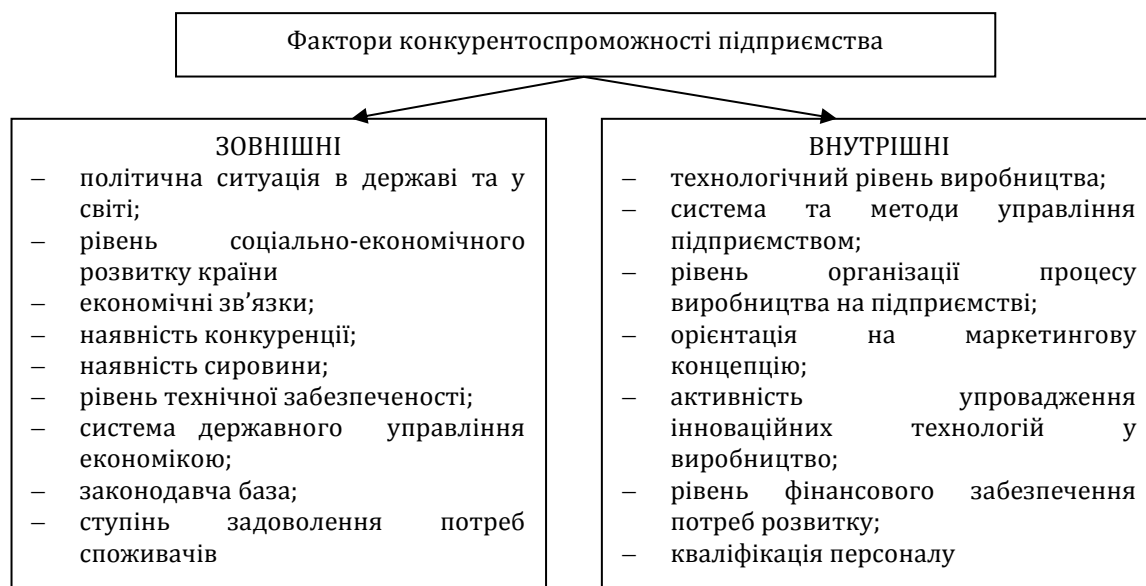 Фактори конкурентоспроможності підприємства
ЗОВНІШНІ
– політична ситуація в державі та у
світі;
– рівень соціально-економічного
розвитку країни
– економічні зв’язки;
– наявність конкуренції;
– наявність сировини;
– рівень технічної забезпеченості;
– система державного управління
економікою;
– законодавча база;
– ступінь задоволення потреб
споживачів
ВНУТРІШНІ
– технологічний рівень виробництва;
– система та методи управління
підприємством;
– рівень організації процесу
виробництва на підприємстві;
– орієнтація на маркетингову
концепцію;
– активність упровадження
інноваційних технологій у
виробництво;
– рівень фінансового забезпечення
потреб розвитку;
– кваліфікація персоналу